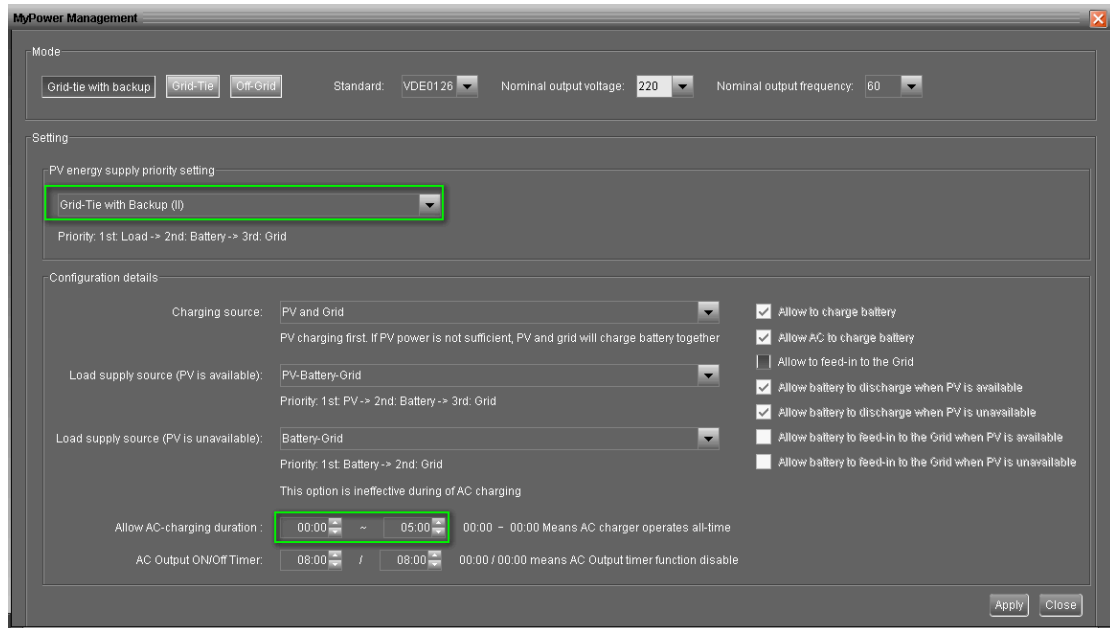 MyPower Management
Mode
Grid-tie with backup Grid-Tie Off-Grid Standard: VDE0126 Nominal output voltage: 220 Nominal output frequency: 60
Setting
PV energy supply priority setting
Grid-Tie with Backup (II)
Priority: 1st: Load -> 2nd: Battery -> 3rd: Grid
Configuration details
Charging source: PV and Grid
PV charging first. If PV power is not sufficient, PV and grid will charge battery together
Load supply source (PV is available): PV-Battery-Grid
Priority: 1st: PV -> 2nd: Battery -> 3rd: Grid
Load supply source (PV is unavailable): Battery-Grid
Priority: 1st: Battery -> 2nd: Grid
This option is ineffective during of AC charging
Allow to charge battery
Allow AC to charge battery
Allow to feed-in to the Grid
Allow battery to discharge when PV is available
Allow battery to discharge when PV is unavailable
Allow battery to feed-in to the Grid when PV is available
Allow battery to feed-in to the Grid when PV is unavailable
Allow AC-charging duration : 00:00 ~ 05:00 00:00 - 00:00 Means AC charger operates all-time
AC Output ON/Off Timer: 08:00 / 08:00 00:00 / 00:00 means AC Output timer function disable
Apply Close